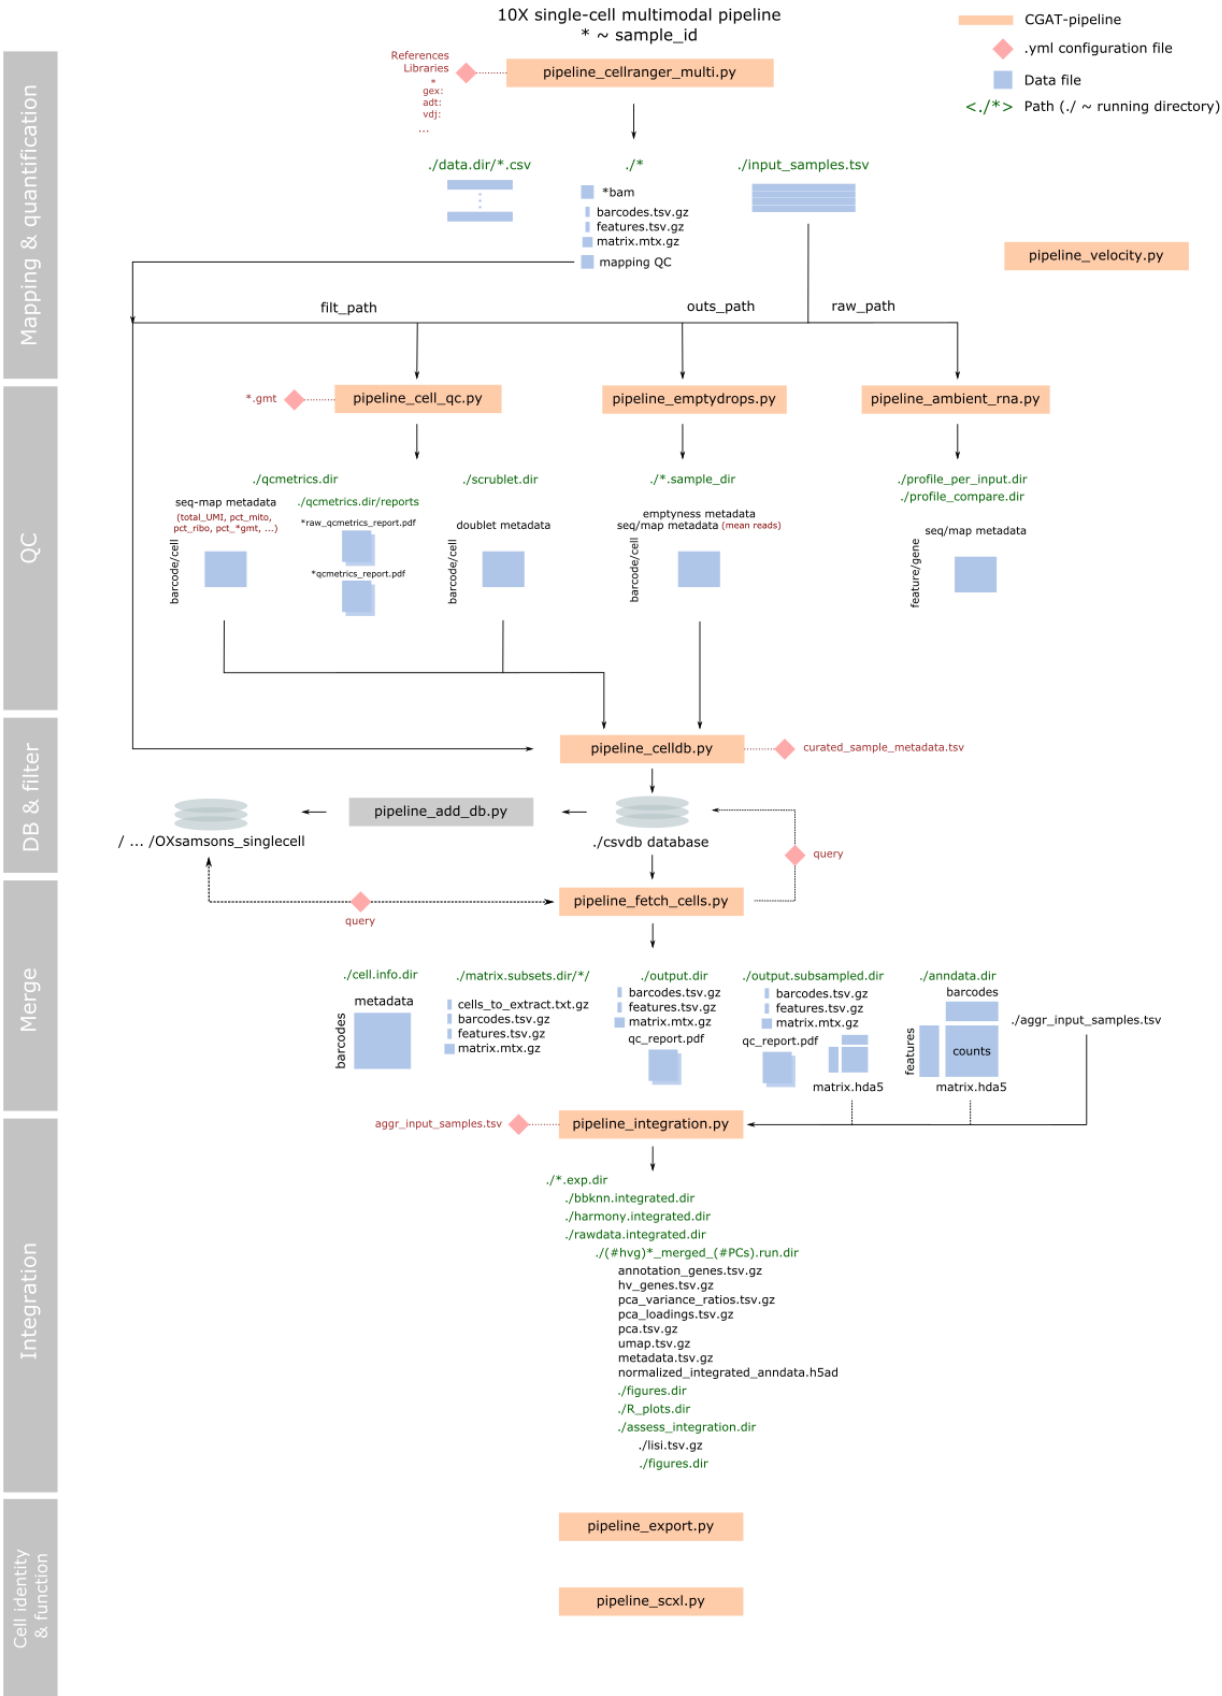 10X single-cell multimodal pipeline
* ~ sample_id
CGAT-pipeline
.yml configuration file
Data file
<./*> Path (./ ~ running directory)
Mapping & quantification
References
Libraries
*
gex:
adt:
vdj:
...
pipeline_cellranger_multi.py
./data.dir/*.csv
./*
./input_samples.tsv
*bam
barcodes.tsv.gz
features.tsv.gz
matrix.mtx.gz
mapping QC
pipeline_velocity.py
filt_path
outs_path
raw_path
QC
*.gmt
pipeline_cell_qc.py
pipeline_emptydrops.py
pipeline_ambient_rna.py
./qcmetrics.dir
seq-map metadata
(total_UMI, pct_mito,
pct_ribo, pct_*gmt, ...)
barcode/cell
./qcmetrics.dir/reports
*raw_qcmetrics_report.pdf
*qcmetrics_report.pdf
./scrublet.dir
doublet metadata
barcode/cell
./*.sample_dir
emptyness metadata
seq/map metadata (mean reads)
barcode/cell
./profile_per_input.dir
./profile_compare.dir
seq/map metadata
feature/gene
DB & filter
pipeline_celldb.py
curated_sample_metadata.tsv
pipeline_add_db.py
/ ... /OXsamsons_singlecell
./csvdb database
query
Merge
pipeline_fetch_cells.py
query
./cell.info.dir
metadata
barcodes
./matrix.subsets.dir/*/
cells_to_extract.txt.gz
barcodes.tsv.gz
features.tsv.gz
matrix.mtx.gz
./output.dir
barcodes.tsv.gz
features.tsv.gz
matrix.mtx.gz
qc_report.pdf
./output.subsampled.dir
barcodes.tsv.gz
features.tsv.gz
matrix.mtx.gz
qc_report.pdf
matrix.hda5
./anndata.dir
barcodes
features
counts
matrix.hda5
./aggr_input_samples.tsv
Integration
aggr_input_samples.tsv
pipeline_integration.py
./*.exp.dir
./bbknn.integrated.dir
./harmony.integrated.dir
./rawdata.integrated.dir
./(#hvg)*_merged_(#PCs).run.dir
annotation_genes.tsv.gz
hv_genes.tsv.gz
pca_variance_ratios.tsv.gz
pca_loadings.tsv.gz
pca.tsv.gz
umap.tsv.gz
metadata.tsv.gz
normalized_integrated_anndata.h5ad
./figures.dir
./R_plots.dir
./assess_integration.dir
./lisi.tsv.gz
./figures.dir
Cell identity
& function
pipeline_export.py
pipeline_scxl.py